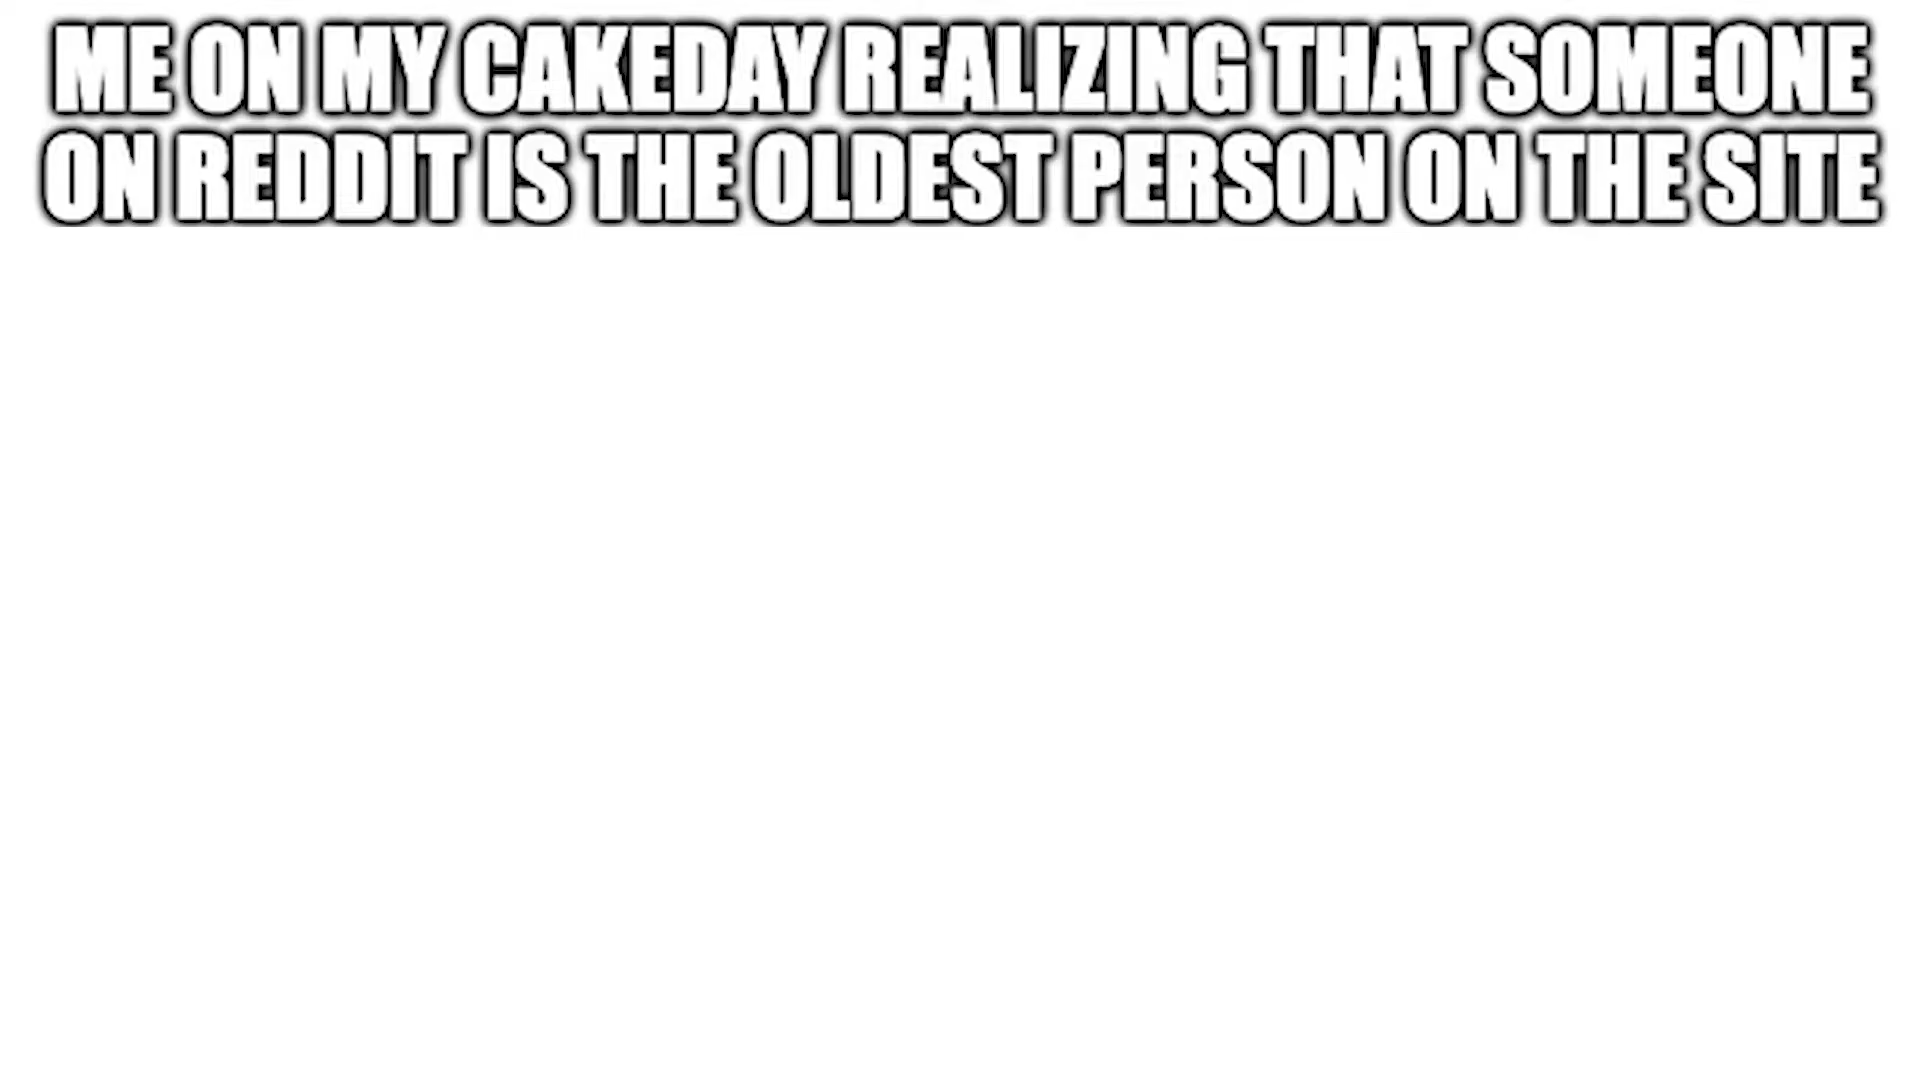 ME ON MY CAKEDAY REALIZING THAT SOMEONE
ON REDDIT IS THE OLDEST PERSON ON THE SITE